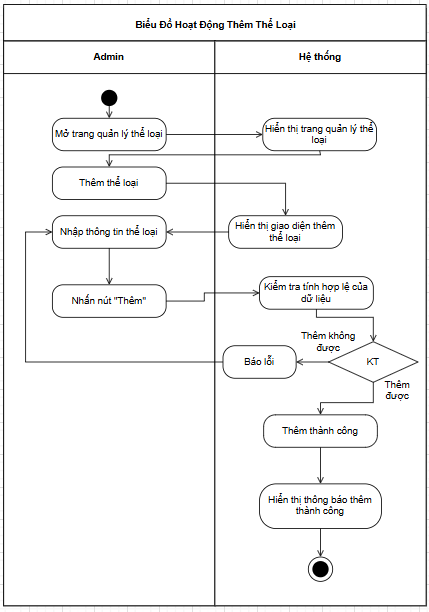 Biểu Đồ Hoạt Động Thêm Thể Loại
Admin
Hệ thống
Mở trang quản lý thể loại
Hiển thị trang quản lý thể
loại
Thêm thể loại
Nhập thông tin thể loại
Hiển thị giao diện thêm
thể loại
Nhấn nút "Thêm"
Kiểm tra tính hợp lệ của
dữ liệu
Thêm không
được
Báo lỗi
KT
Thêm
được
Thêm thành công
Hiển thị thông báo thêm
thành công